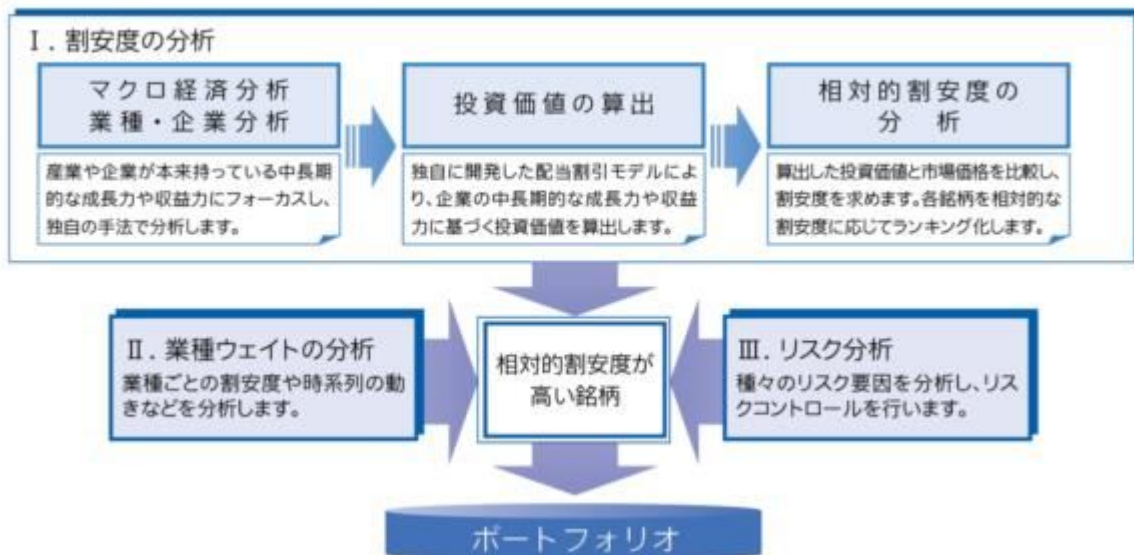 Ⅰ. 割安度の分析
マクロ経済分析
業種・企業分析
産業や企業が本来持っている中長期
的な成長力や収益力にフォーカスし、
独自の手法で分析します。
投資価値の算出
独自に開発した配当割引モデルによ
り、企業の中長期的な成長力や収益
力に基づく投資価値を算出します。
相対的割安度の
分 析
算出した投資価値と市場価格を比較し、
割安度を求めます。各銘柄を相対的な
割安度に応じてランキング化します。
Ⅱ. 業種ウェイトの分析
業種ごとの割安度や時系列の動
きなどを分析します。
相対的割安度が
高い銘柄
Ⅲ. リスク分析
種々のリスク要因を分析し、リス
クコントロールを行います。
ポートフォリオ